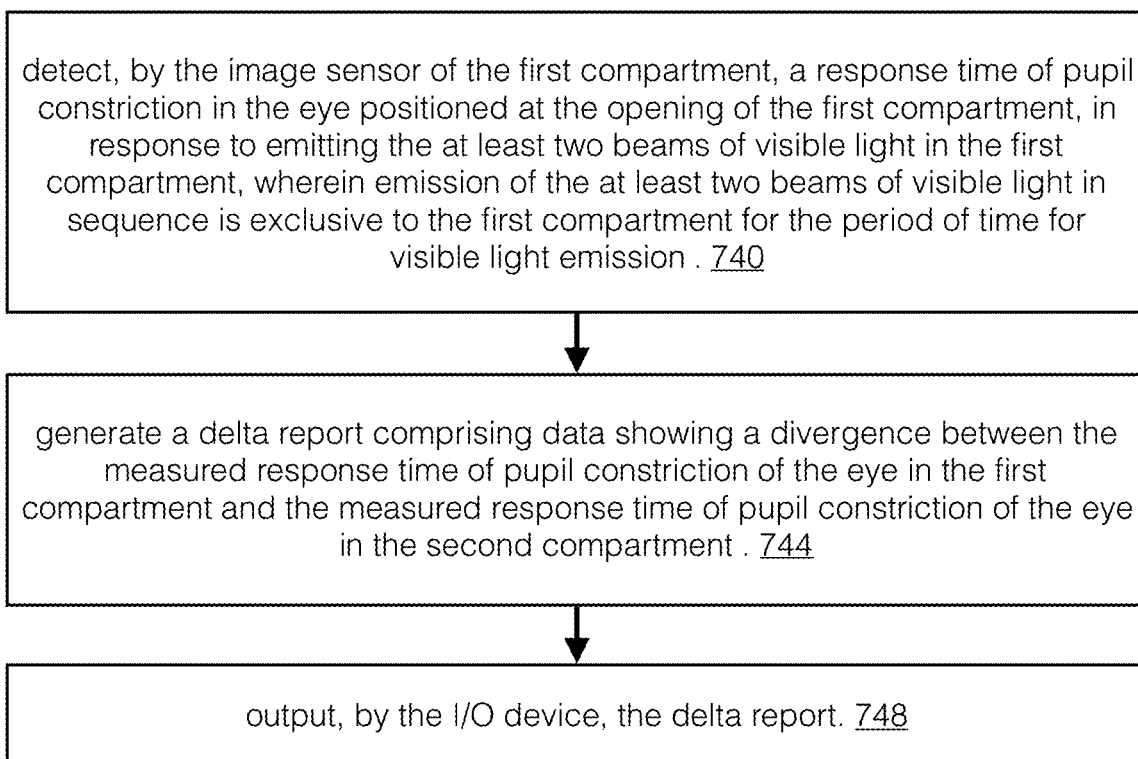 detect, by the image sensor of the first compartment, a response time of pupil
constriction in the eye positioned at the opening of the first compartment, in
response to emitting the at least two beams of visible light in the first
compartment, wherein emission of the at least two beams of visible light in
sequence is exclusive to the first compartment for the period of time for
visible light emission . 740
generate a delta report comprising data showing a divergence between the
measured response time of pupil constriction of the eye in the first
compartment and the measured response time of pupil constriction of the eye
in the second compartment . 744
output, by the I/O device, the delta report. 748